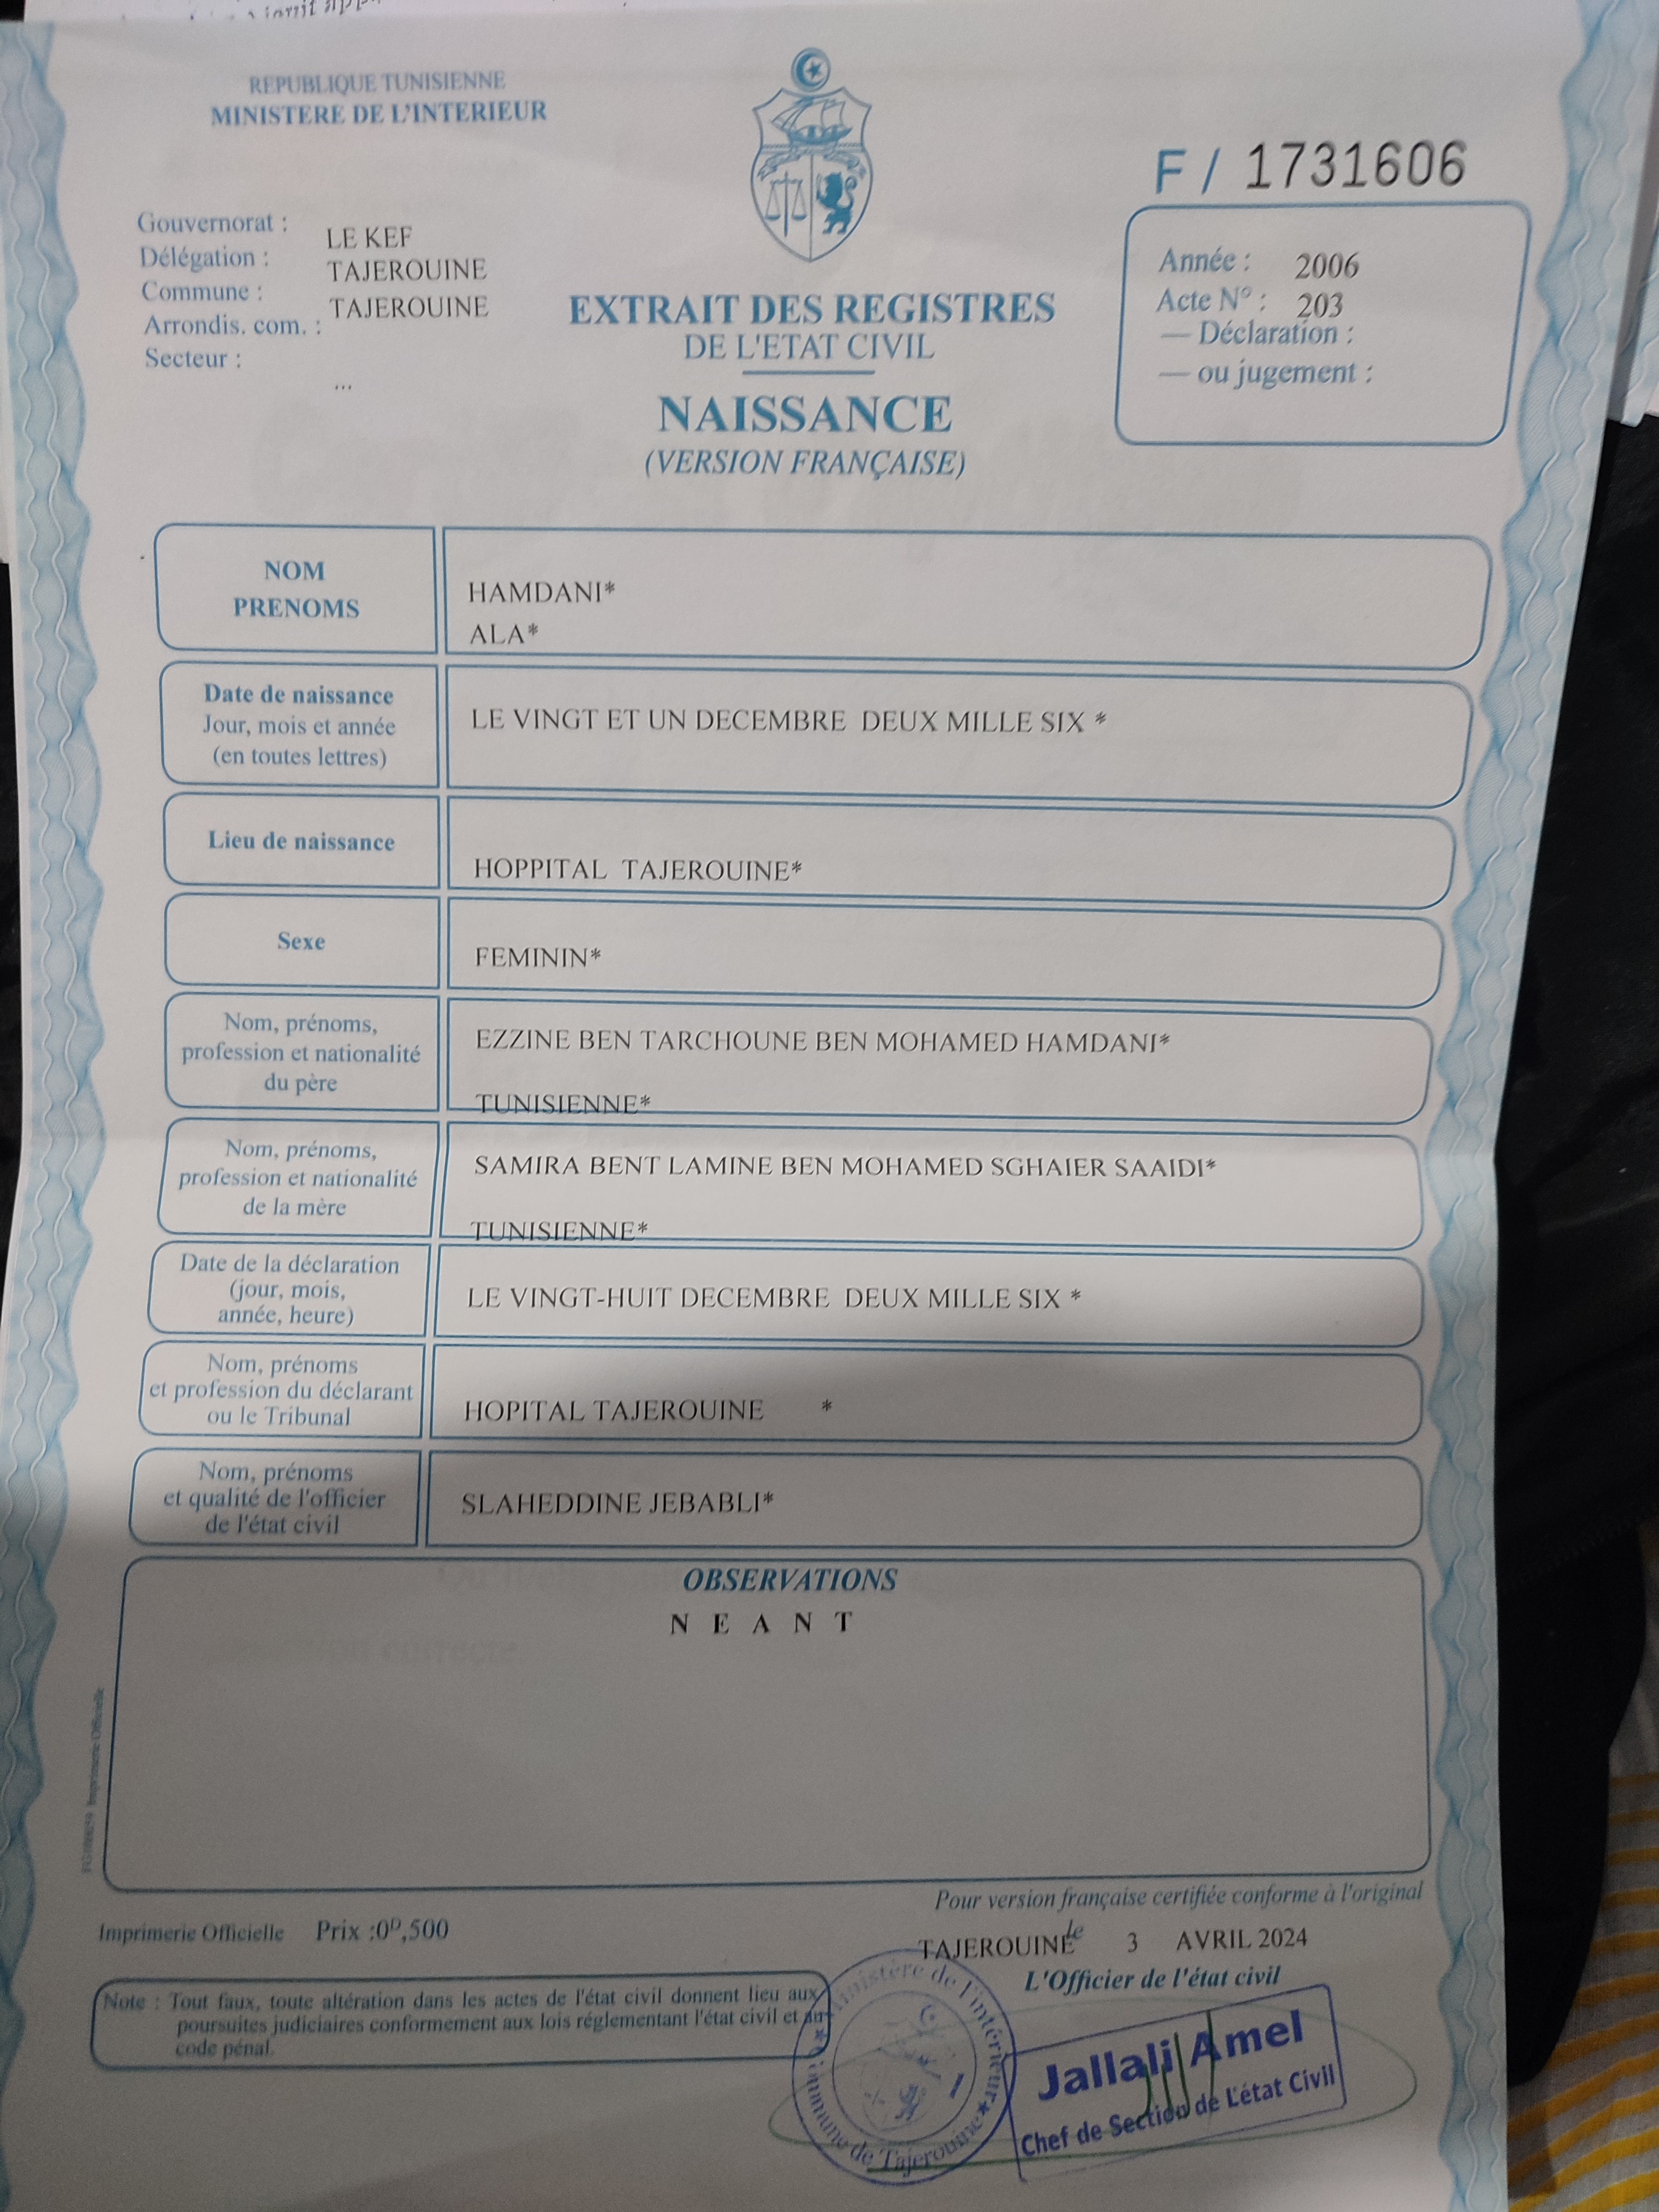 REPUBLIQUE TUNISIENNE
MINISTERE DE L'INTERIEUR
F / 1731606
Gouvernorat : LE KEF
Délégation : TAJEROUINE
Commune : TAJEROUINE
Arrondis. com. :
Secteur :
...
Année : 2006
Acte N° : 203
— Déclaration :
— ou jugement :
EXTRAIT DES REGISTRES
DE L'ETAT CIVIL
NAISSANCE
(VERSION FRANÇAISE)
NOM
PRENOMS
HAMDANI*
ALA*
Date de naissance
Jour, mois et année
(en toutes lettres)
LE VINGT ET UN DECEMBRE DEUX MILLE SIX *
Lieu de naissance
HOPPITAL TAJEROUINE*
Sexe
FEMININ*
Nom, prénoms,
profession et nationalité
du père
EZZINE BEN TARCHOUNE BEN MOHAMED HAMDANI*
TUNISIENNE*
Nom, prénoms,
profession et nationalité
de la mère
SAMIRA BENT LAMINE BEN MOHAMED SGHAIER SAAIDI*
TUNISIENNE*
Date de la déclaration
(jour, mois,
année, heure)
LE VINGT-HUIT DECEMBRE DEUX MILLE SIX *
Nom, prénoms
et profession du déclarant
ou le Tribunal
HOPITAL TAJEROUINE *
Nom, prénoms
et qualité de l'officier
de l'état civil
SLAHEDDINE JEBABLI*
OBSERVATIONS
N E A N T
Imprimerie Officielle
Pour version française certifiée conforme à l'original
Imprimerie Officielle Prix :0D,500
TAJEROUINE le 3 AVRIL 2024
L'Officier de l'état civil
Note : Tout faux, toute altération dans les actes de l'état civil donnent lieu aux
poursuites judiciaires conformement aux lois réglementant l'état civil et au
code pénal.
Ministère de l'intérieur
Commune de Tajerouine
Jallali Amel
Chef de Section de L'état Civil